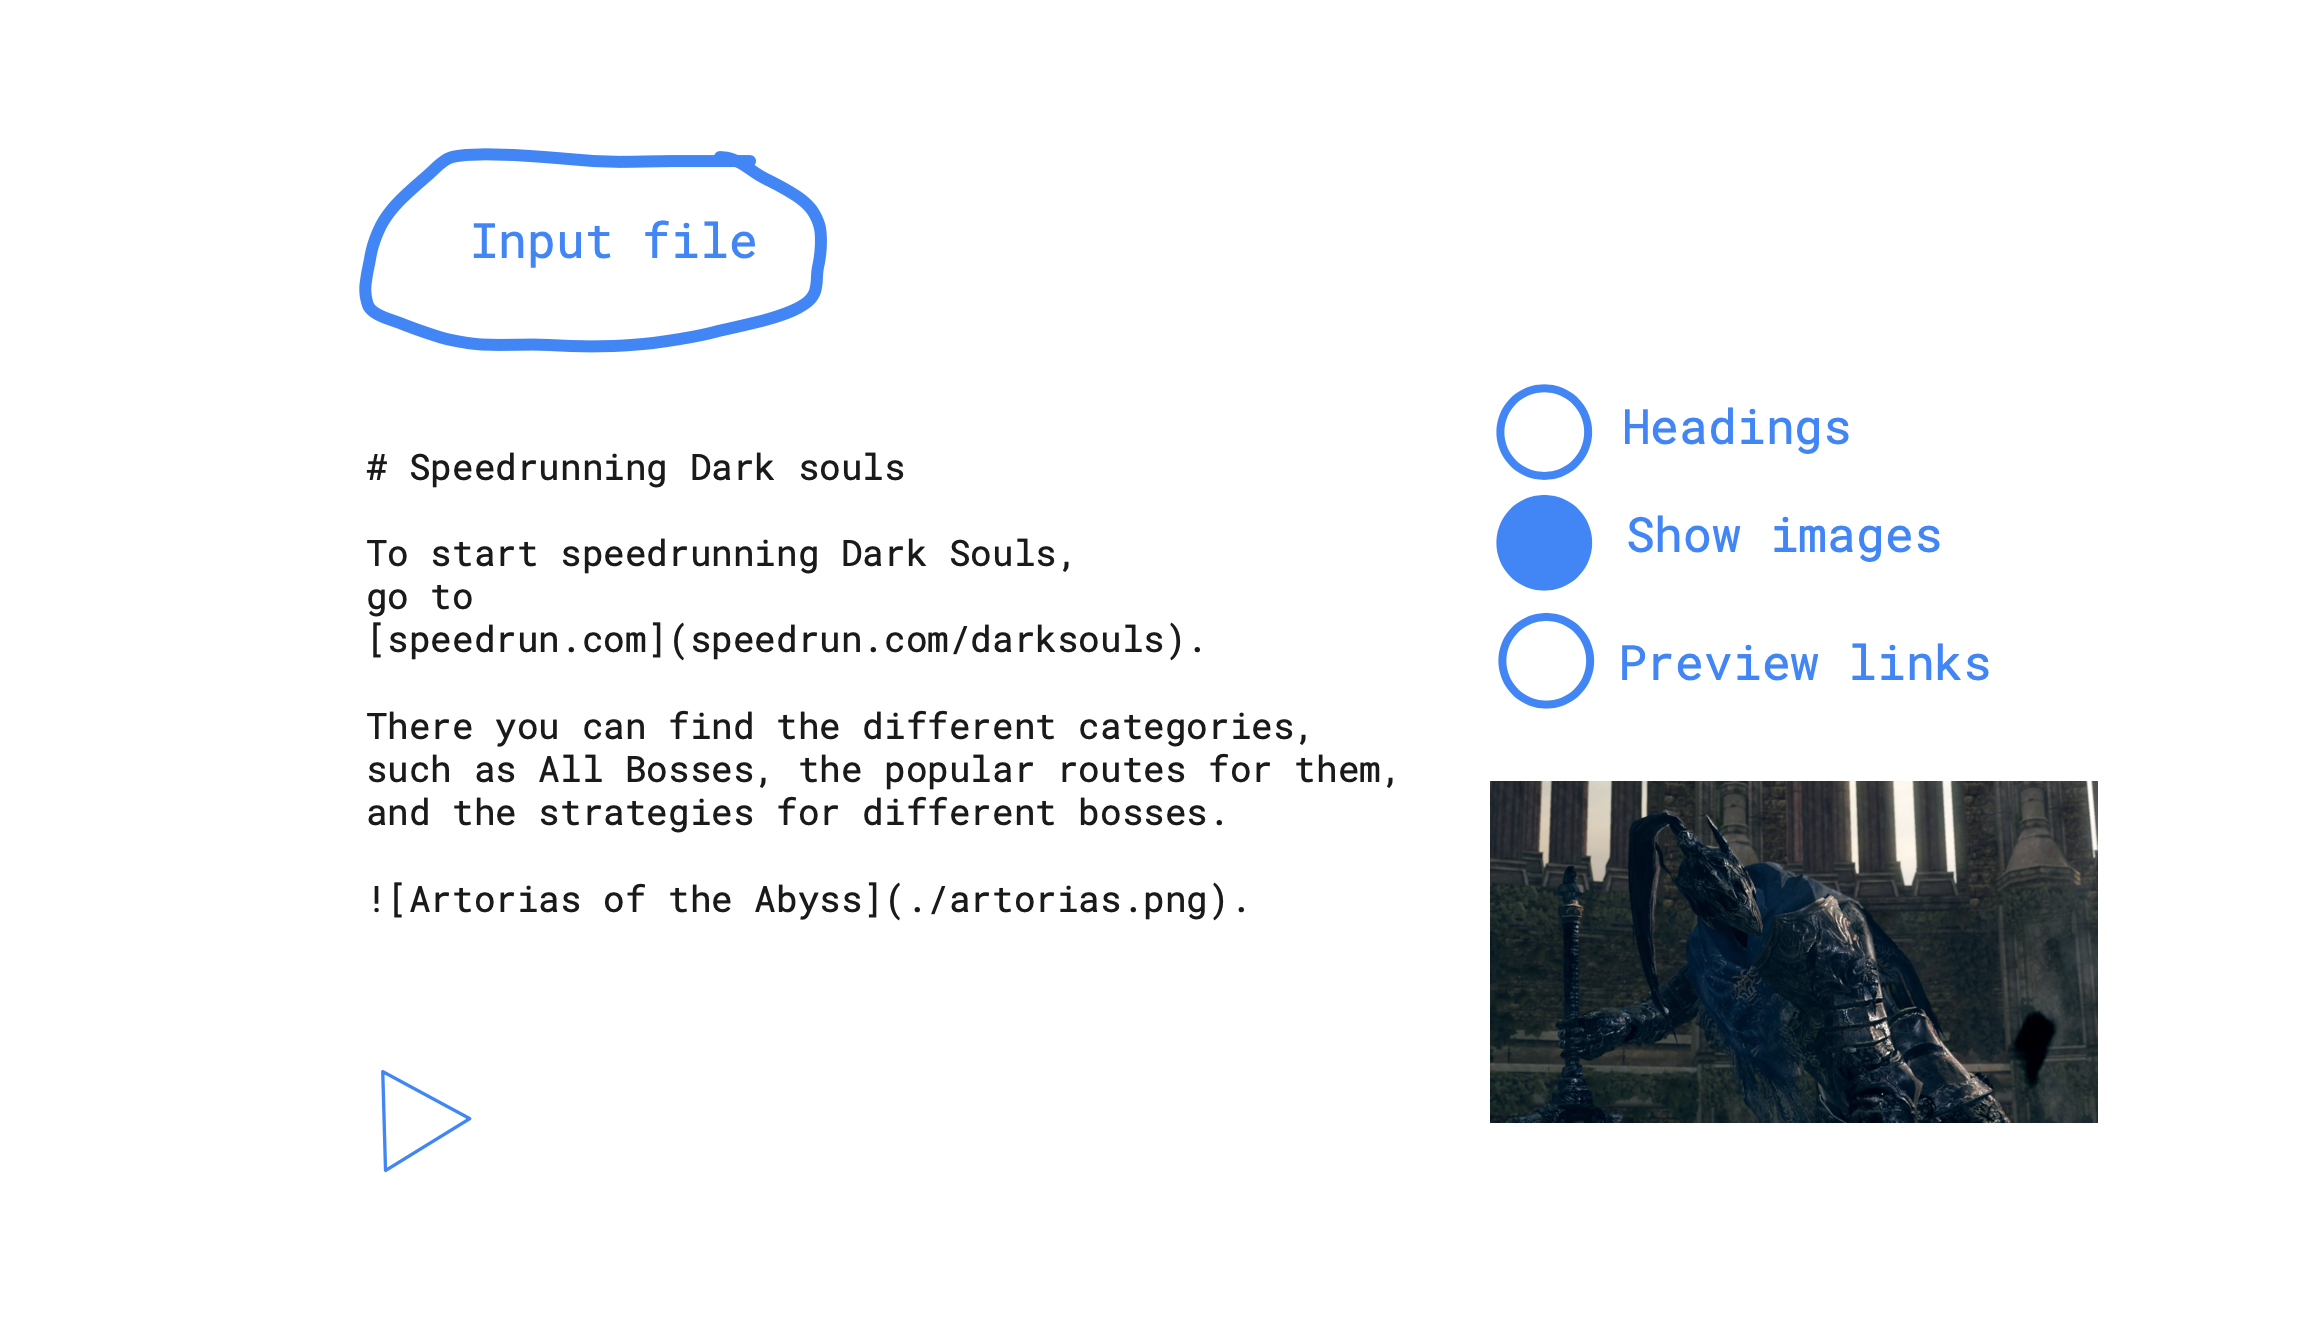 Input file
# Speedrunning Dark souls
To start speedrunning Dark Souls,
go to
[speedrun.com](speedrun.com/darksouls).
There you can find the different categories,
such as All Bosses, the popular routes for them,
and the strategies for different bosses.
![Artorias of the Abyss](./artorias.png).
Headings
Show images
Preview links